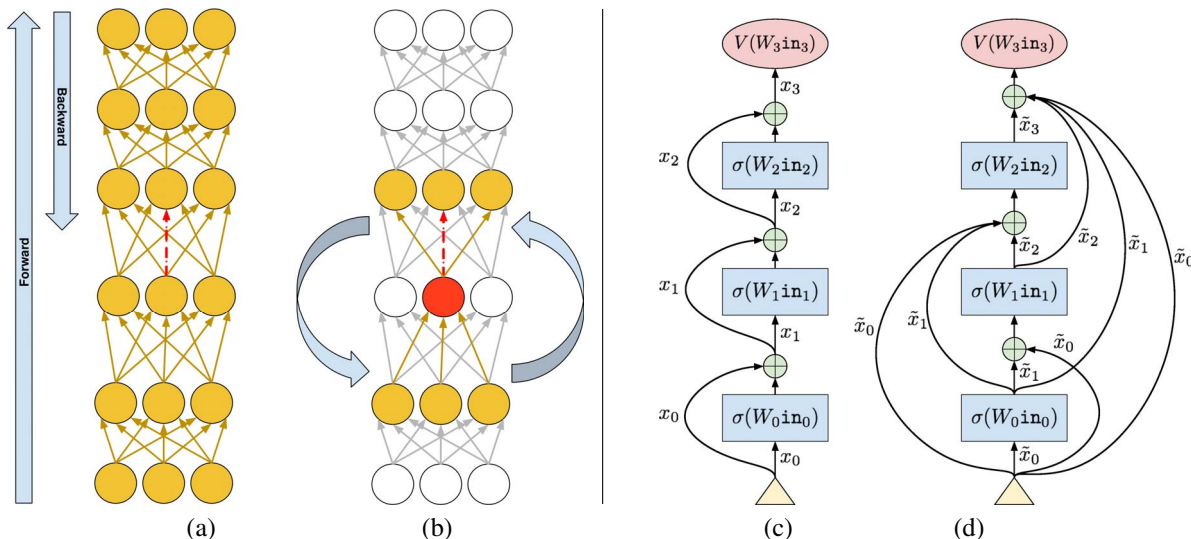 Forward
Backward
(a)
(b)
V(W₃in₃)
x₃
x₂
σ(W₂in₂)
x₂
x₁
σ(W₁in₁)
x₁
x₀
σ(W₀in₀)
x₀
(c)
V(W₃in₃)
x̃₃
σ(W₂in₂)
x̃₂
x̃₂
x̃₁
x̃₀
σ(W₁in₁)
x̃₀
x̃₁
x̃₀
x̃₁
σ(W₀in₀)
x̃₀
(d)